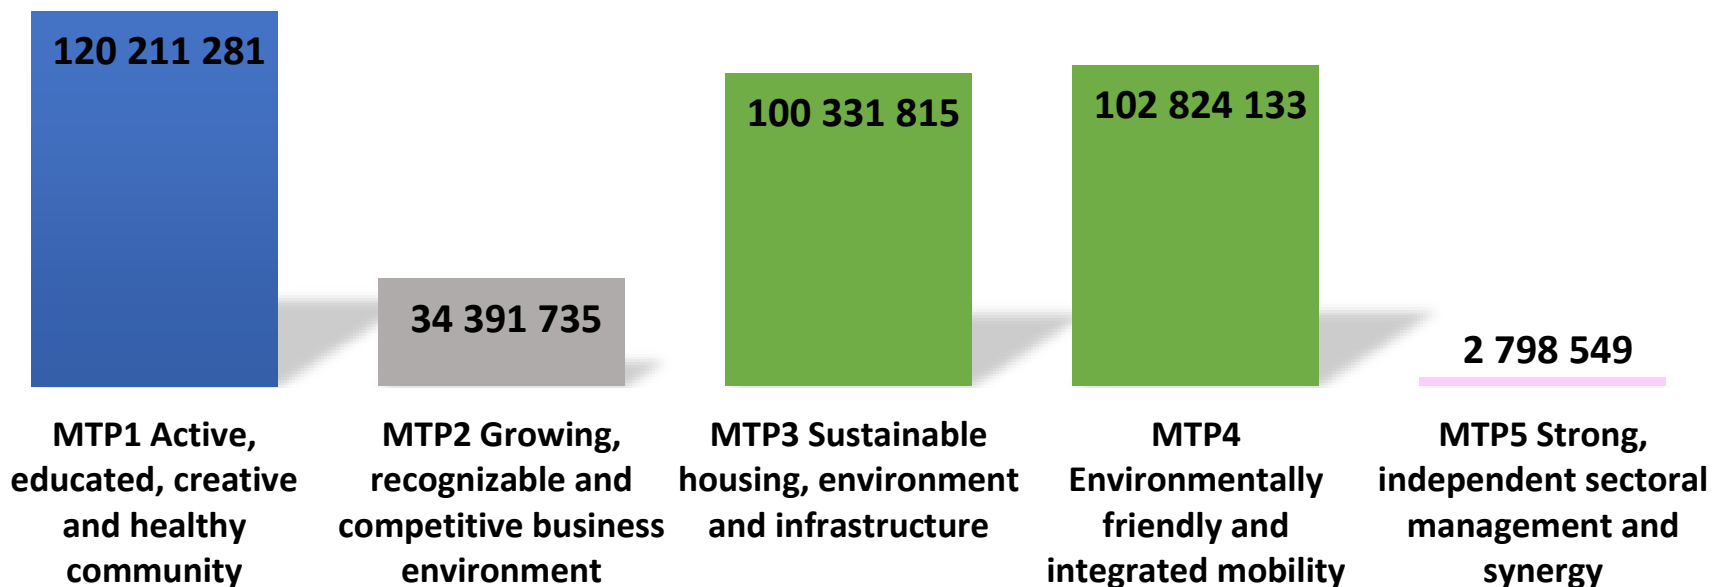 120 211 281
34 391 735
100 331 815
102 824 133
2 798 549
MTP1 Active,
educated, creative
and healthy
community
MTP2 Growing,
recognizable and
competitive business
environment
MTP3 Sustainable
housing, environment
and infrastructure
MTP4
Environmentally
friendly and
integrated mobility
MTP5 Strong,
independent sectoral
management and
synergy